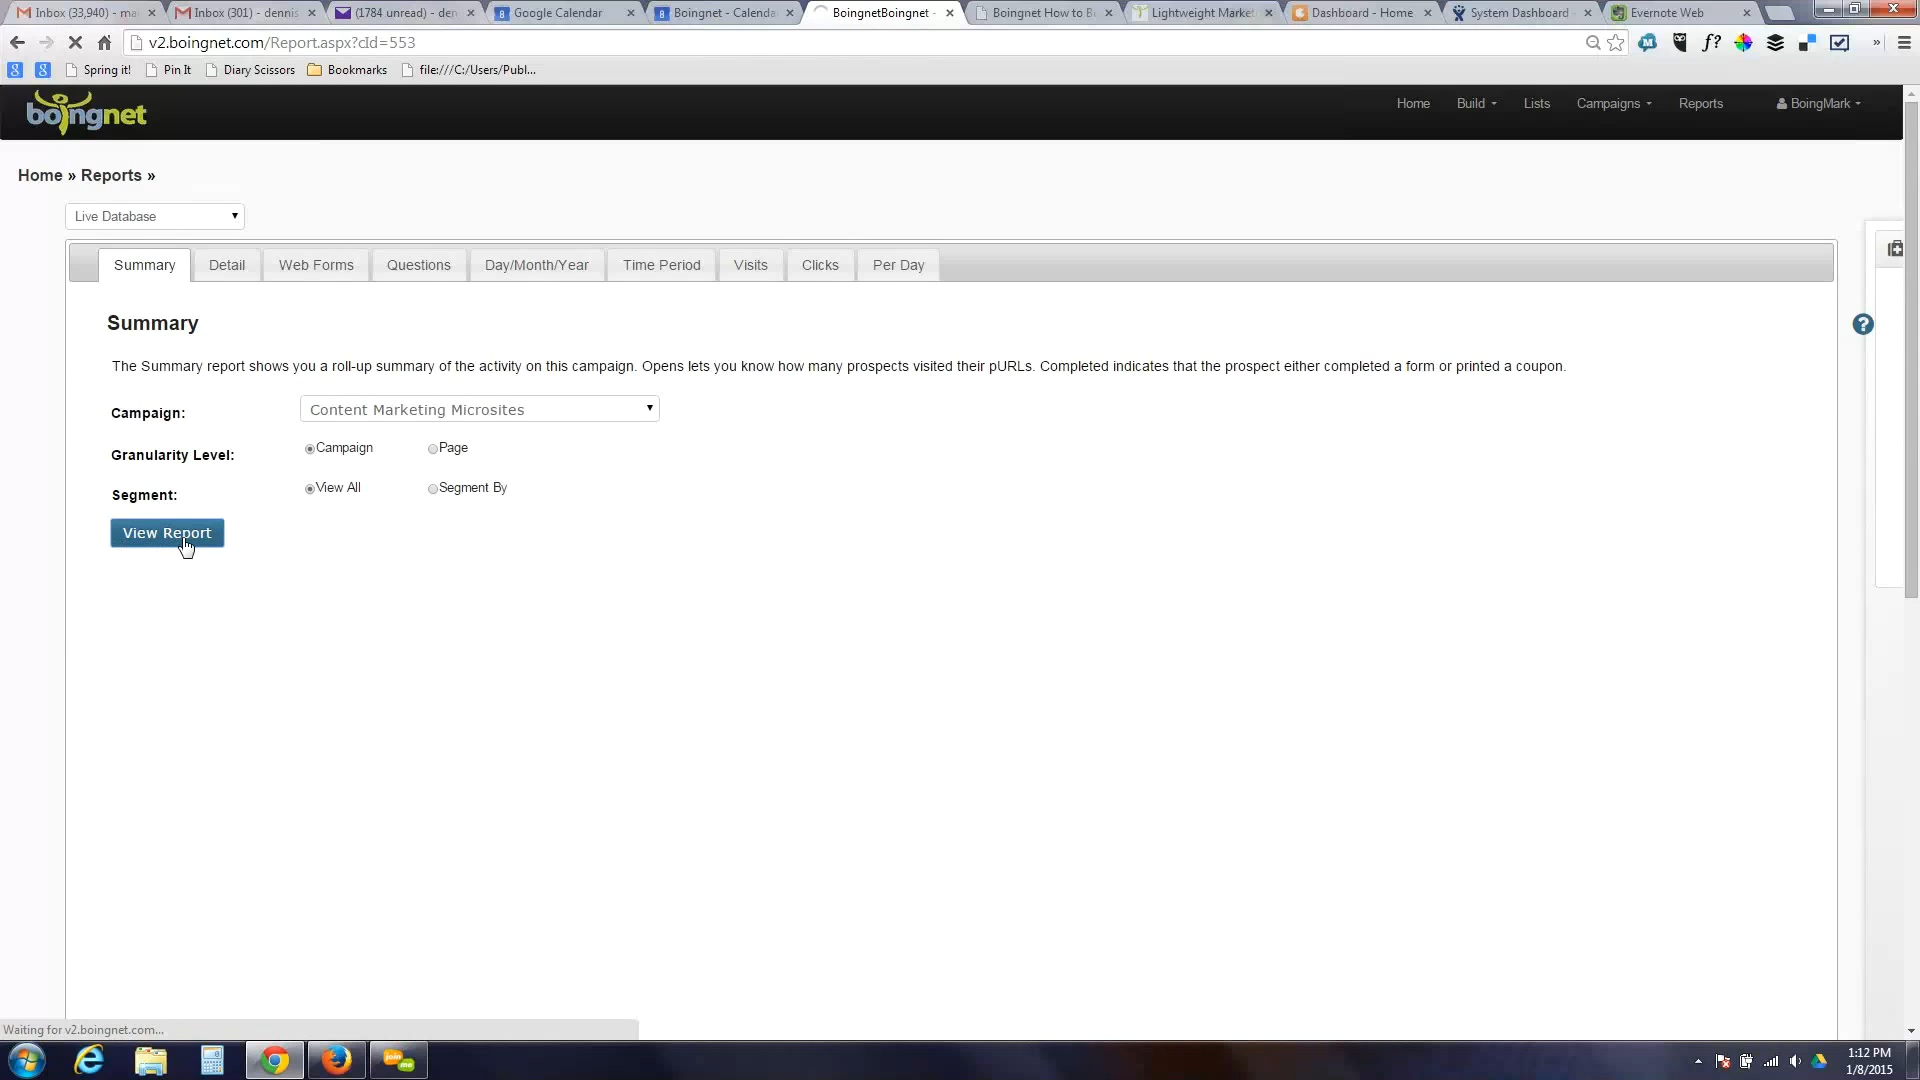 Inbox (33,940) - ma
Inbox (301) - dennis
(1784 unread) - den
Google Calendar
Boingnet - Calenda
BoingnetBoingnet -
Boingnet How to B
Lightweight Market
Dashboard - Home
System Dashboard -
Evernote Web
v2.boingnet.com/Report.aspx?cId=553
Spring it!
Pin It
Diary Scissors
Bookmarks
file:///C:/Users/Publ...
boingnet
Home
Build
Lists
Campaigns
Reports
BoingMark
Home » Reports »
Live Database
Summary
Detail
Web Forms
Questions
Day/Month/Year
Time Period
Visits
Clicks
Per Day
Summary
The Summary report shows you a roll-up summary of the activity on this campaign. Opens lets you know how many prospects visited their pURLs. Completed indicates that the prospect either completed a form or printed a coupon.
Campaign:
Content Marketing Microsites
Granularity Level:
Campaign
Page
Segment:
View All
Segment By
View Report
Waiting for v2.boingnet.com...
join me
1:12 PM
1/8/2015